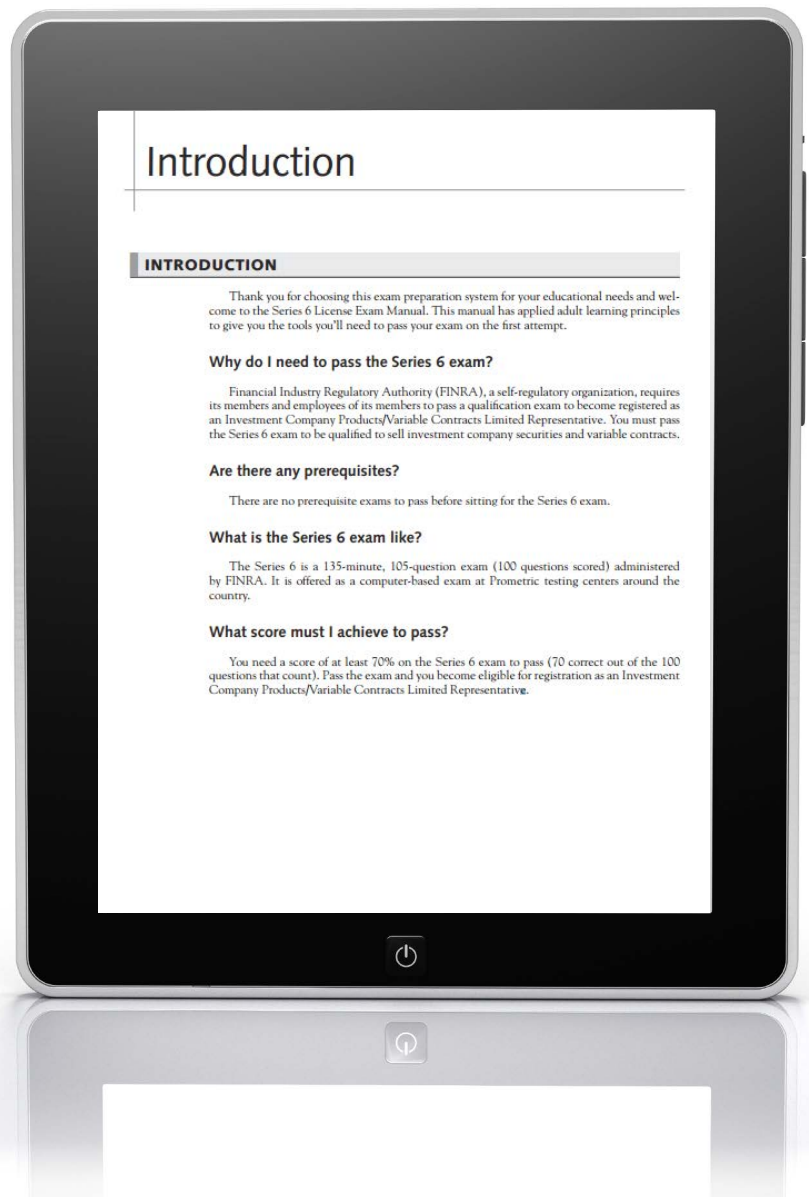 Introduction
INTRODUCTION
Thank you for choosing this exam preparation system for your educational needs and wel-
come to the Series 6 License Exam Manual. This manual has applied adult learning principles
to give you the tools you'll need to pass your exam on the first attempt.
Why do I need to pass the Series 6 exam?
Financial Industry Regulatory Authority (FINRA), a self-regulatory organization, requires
its members and employees of its members to pass a qualification exam to become registered as
an Investment Company Products/Variable Contracts Limited Representative. You must pass
the Series 6 exam to be qualified to sell investment company securities and variable contracts.
Are there any prerequisites?
There are no prerequisite exams to pass before sitting for the Series 6 exam.
What is the Series 6 exam like?
The Series 6 is a 135-minute, 105-question exam (100 questions scored) administered
by FINRA. It is offered as a computer-based exam at Prometric testing centers around the
country.
What score must I achieve to pass?
You need a score of at least 70% on the Series 6 exam to pass (70 correct out of the 100
questions that count). Pass the exam and you become eligible for registration as an Investment
Company Products/Variable Contracts Limited Representative.